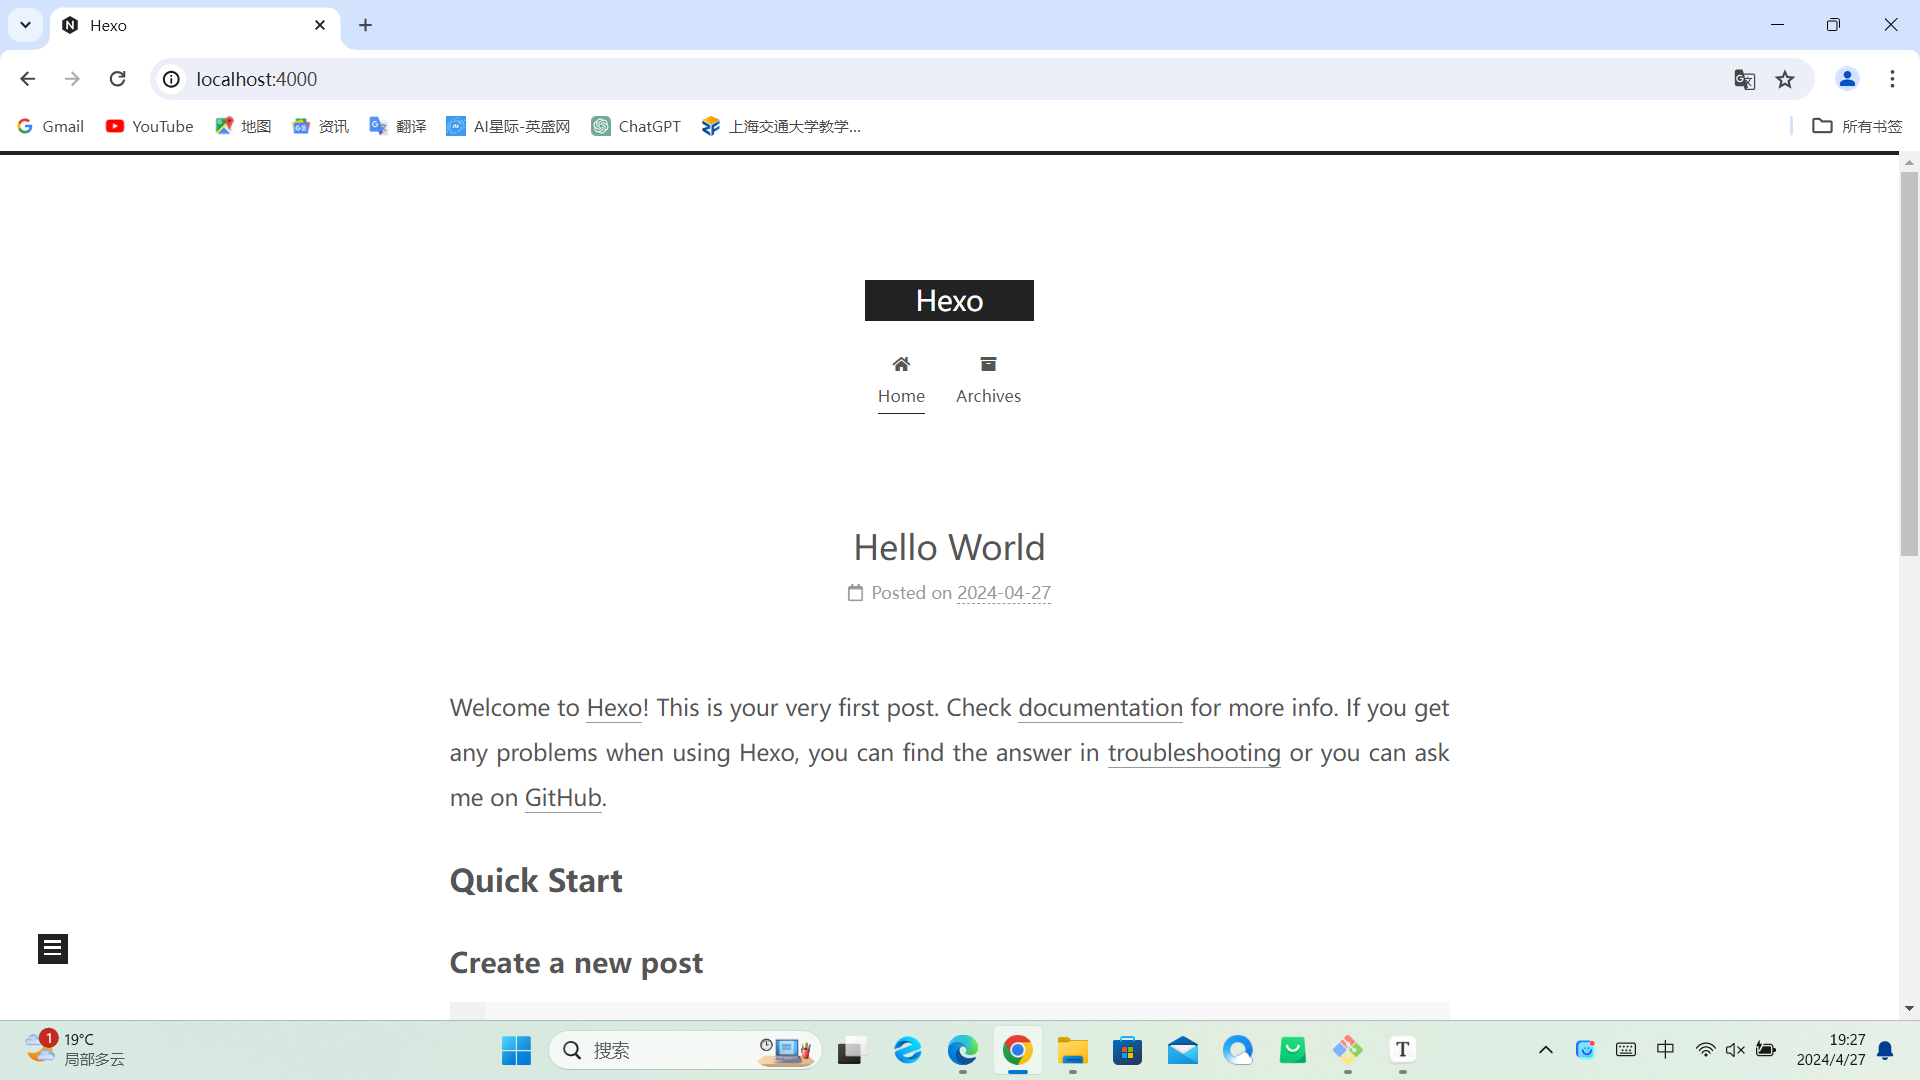 Hexo
localhost:4000
Gmail
YouTube
地图
资讯
翻译
AI星际-英盛网
ChatGPT
上海交通大学教学...
所有书签
Hexo
Home
Archives
Hello World
Posted on 2024-04-27
Welcome to Hexo! This is your very first post. Check documentation for more info. If you get
any problems when using Hexo, you can find the answer in troubleshooting or you can ask
me on GitHub.
Quick Start
Create a new post
1
19°C
局部多云
搜索
T
中
19:27
2024/4/27